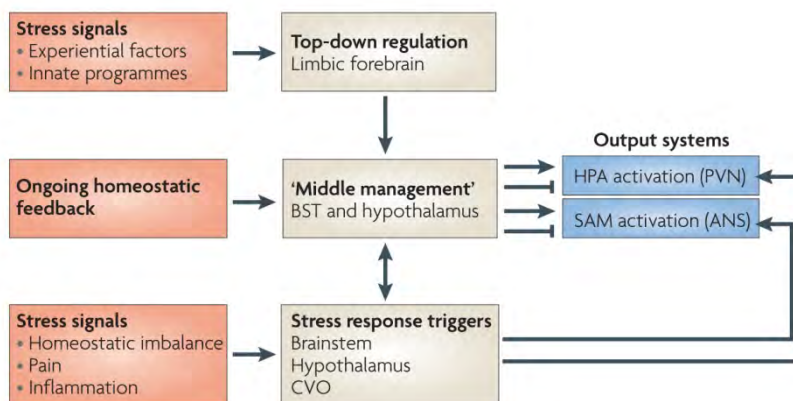 Stress signals
• Experiential factors
• Innate programmes
Top-down regulation
Limbic forebrain
Output systems
Ongoing homeostatic
feedback
'Middle management'
BST and hypothalamus
HPA activation (PVN)
SAM activation (ANS)
Stress signals
• Homeostatic imbalance
• Pain
• Inflammation
Stress response triggers
Brainstem
Hypothalamus
CVO